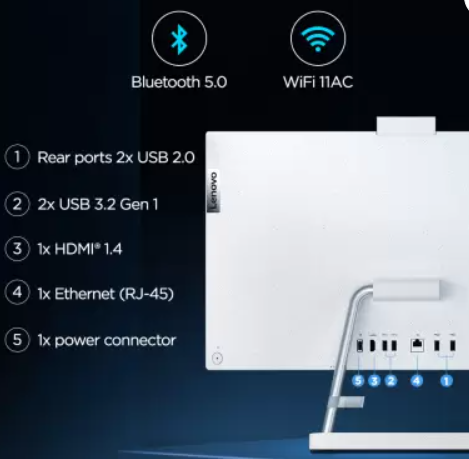 Bluetooth 5.0
WiFi 11AC
1 Rear ports 2x USB 2.0
2 2x USB 3.2 Gen 1
3 1x HDMI® 1.4
4 1x Ethernet (RJ-45)
5 1x power connector
Lenovo
5 3 2 4 1